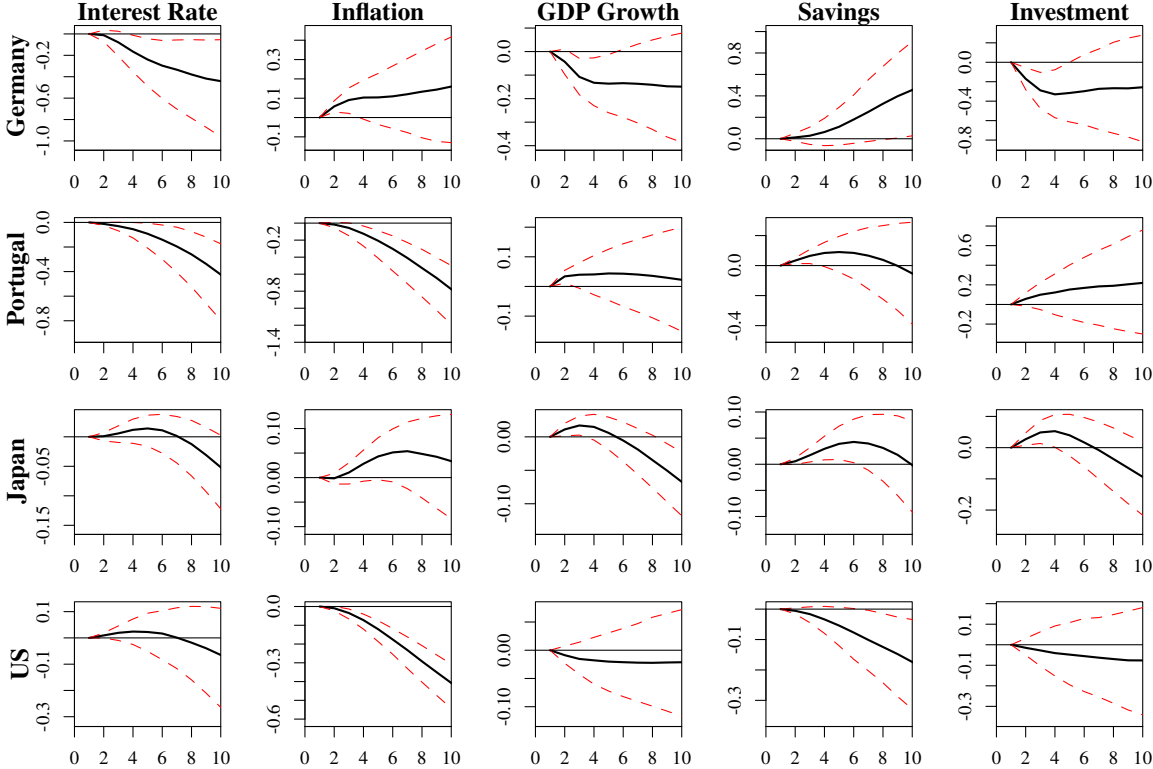 Interest Rate Inflation GDP Growth Savings Investment
Germany
-0.2 -0.6 -1.0
0.3 0.1 -0.1
0.0 -0.2 -0.4
0.8 0.4 0.0
0.0 -0.4 -0.8
0 2 4 6 8 10 0 2 4 6 8 10 0 2 4 6 8 10 0 2 4 6 8 10 0 2 4 6 8 10
Portugal
0.0 -0.4 -0.8
-0.2 -0.8 -1.4
0.1 -0.1
0.0 -0.4
0.6 0.2 -0.2
0 2 4 6 8 10 0 2 4 6 8 10 0 2 4 6 8 10 0 2 4 6 8 10 0 2 4 6 8 10
Japan
-0.05 -0.15
0.10 0.00 -0.10
0.00 -0.10
0.10 0.00 -0.10
0.0 -0.2
0 2 4 6 8 10 0 2 4 6 8 10 0 2 4 6 8 10 0 2 4 6 8 10 0 2 4 6 8 10
US
0.1 -0.1 -0.3
0.0 -0.3 -0.6
0.00 -0.10
-0.1 -0.3
0.1 -0.1 -0.3
0 2 4 6 8 10 0 2 4 6 8 10 0 2 4 6 8 10 0 2 4 6 8 10 0 2 4 6 8 10